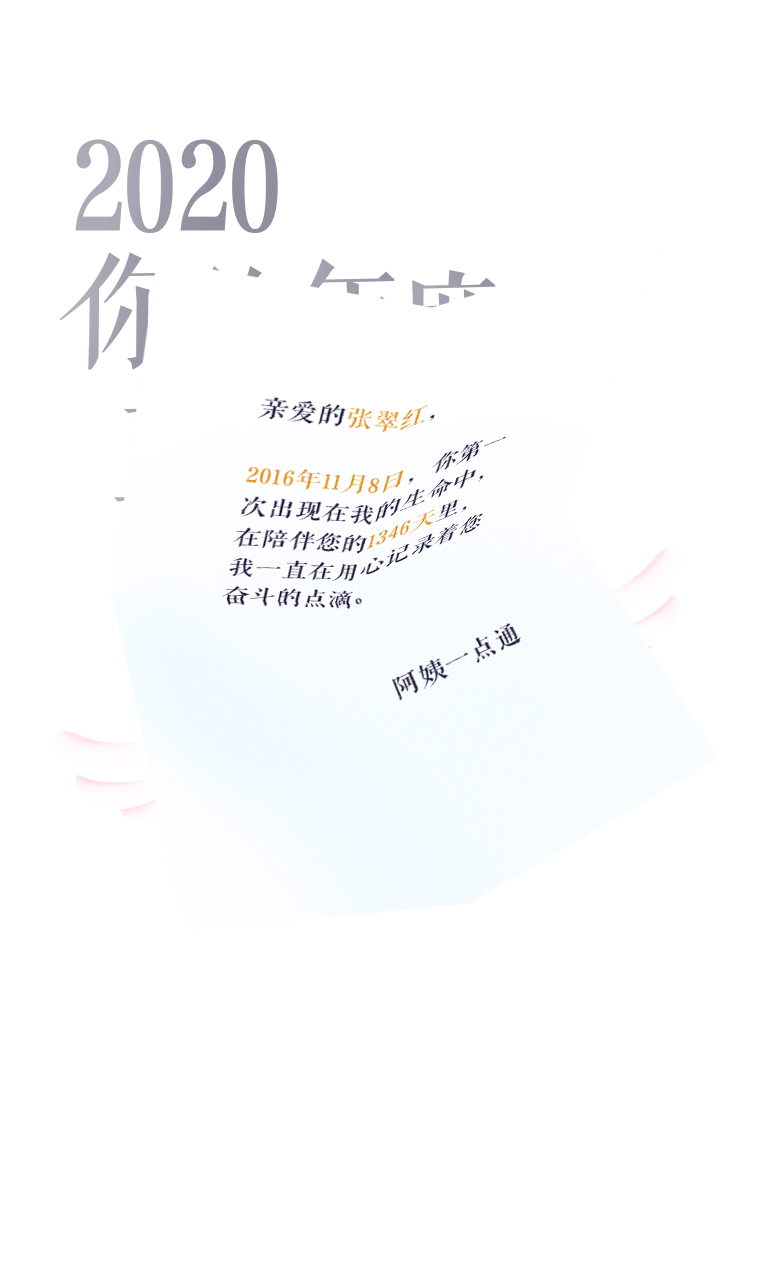 2020
你
亲爱的张翠红，
2016年11月8日，你第一
次出现在我的生命中，
在陪伴您的1346天里，
我一直在用心记录着您
奋斗的点滴。
阿姨一点通